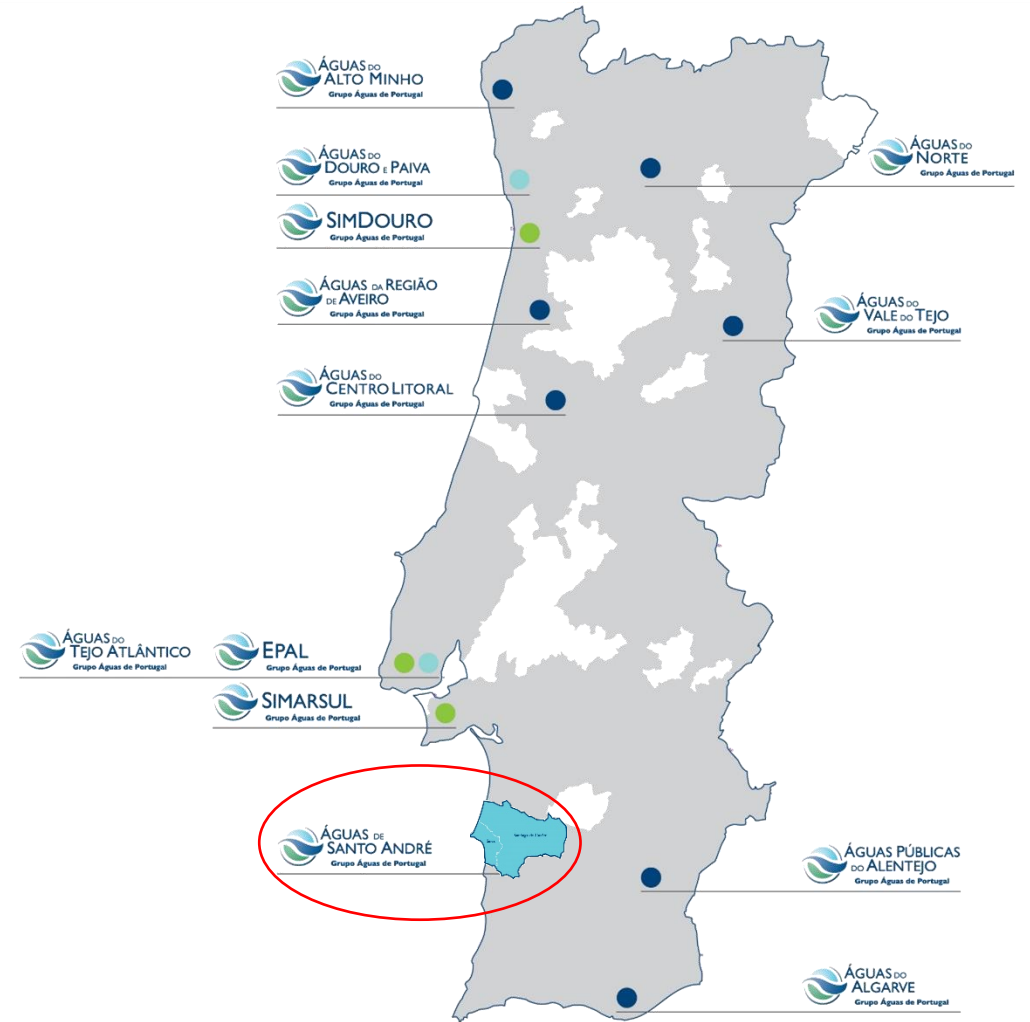 ÁGUAS DO
ALTO MINHO
Grupo Águas de Portugal
ÁGUAS DO
NORTE
Grupo Águas de Portugal
ÁGUAS DO
DOURO E PAIVA
Grupo Águas de Portugal
SIMDOURO
Grupo Águas de Portugal
ÁGUAS DA REGIÃO
DE AVEIRO
Grupo Águas de Portugal
ÁGUAS DO
VALE DO TEJO
Grupo Águas de Portugal
ÁGUAS DO
CENTRO LITORAL
Grupo Águas de Portugal
ÁGUAS DO
TEJO ATLÂNTICO
Grupo Águas de Portugal
EPAL
Grupo Águas de Portugal
SIMARSUL
Grupo Águas de Portugal
ÁGUAS DE
SANTO ANDRÉ
Grupo Águas de Portugal
ÁGUAS PÚBLICAS
DO ALENTEJO
Grupo Águas de Portugal
ÁGUAS DO
ALGARVE
Grupo Águas de Portugal